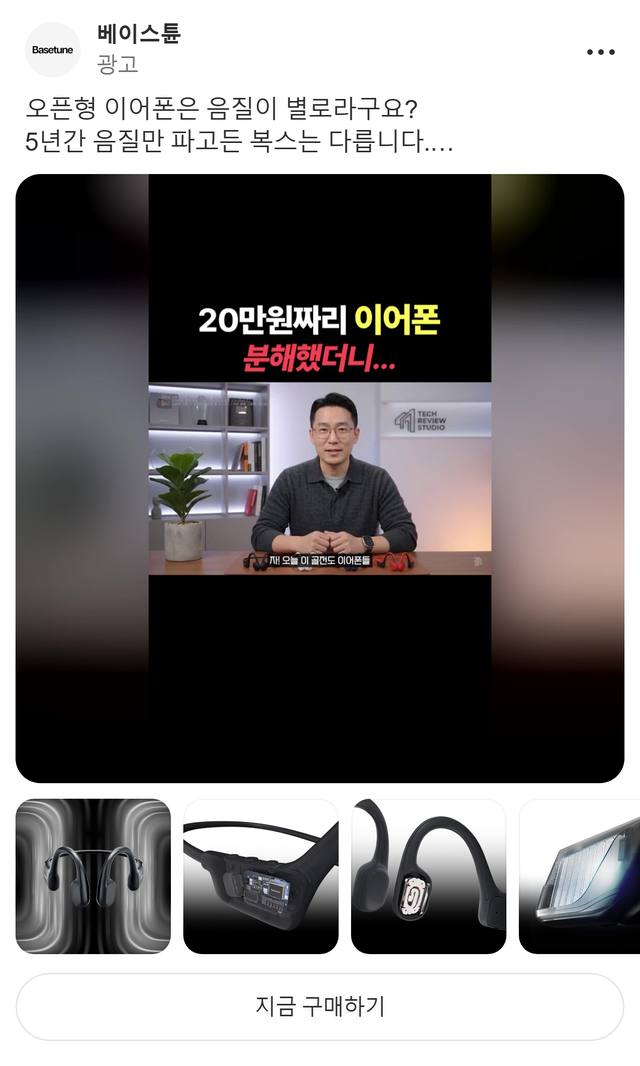 Basetune
베이스튠
광고
오픈형 이어폰은 음질이 별로라구요?
5년간 음질만 파고든 복스는 다릅니다....
20만원짜리 이어폰
분해했더니...
TECH
REVIEW
STUDIO
자! 오늘 이 골전도 이어폰들
지금 구매하기